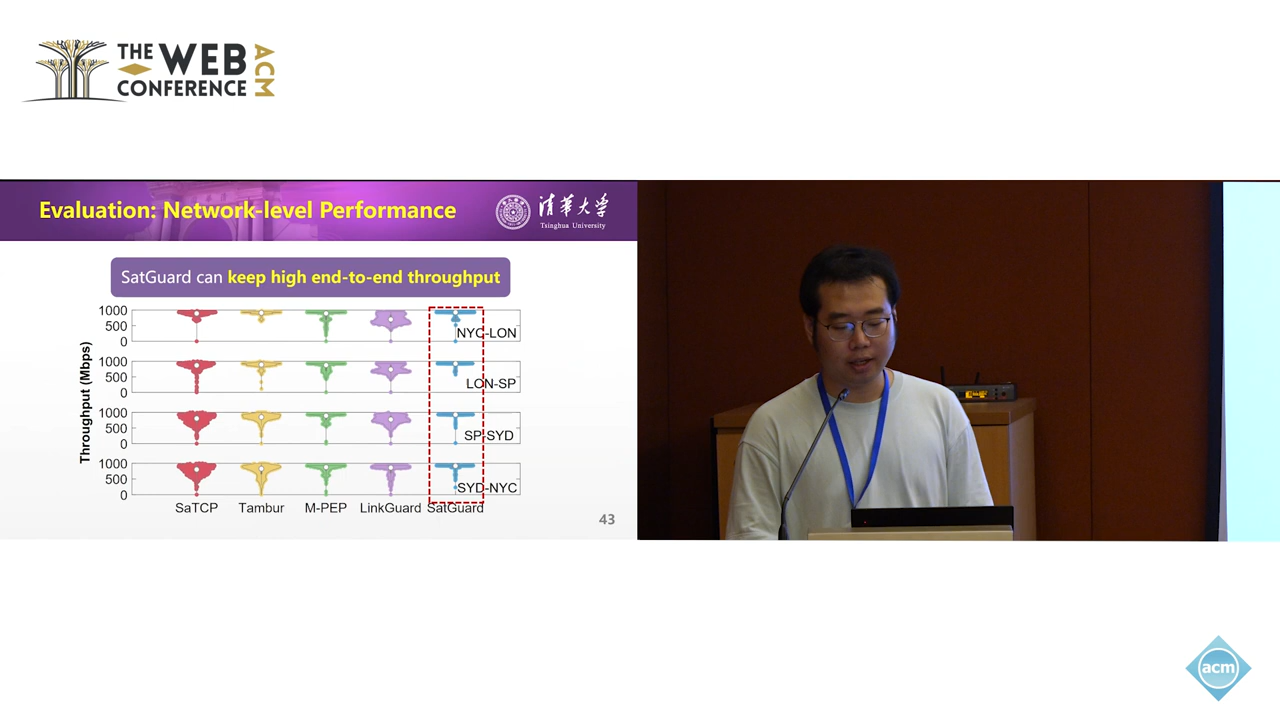 THE WEB
CONFERENCE
ACM
Evaluation: Network-level Performance
清华大学
Tsinghua University
SatGuard can keep high end-to-end throughput
Throughput (Mbps)
1000
500
0
NYC-LON
1000
500
0
LON-SP
1000
500
0
SP-SYD
1000
500
0
SYD-NYC
SaTCP Tambur M-PEP LinkGuard SatGuard
43
acm